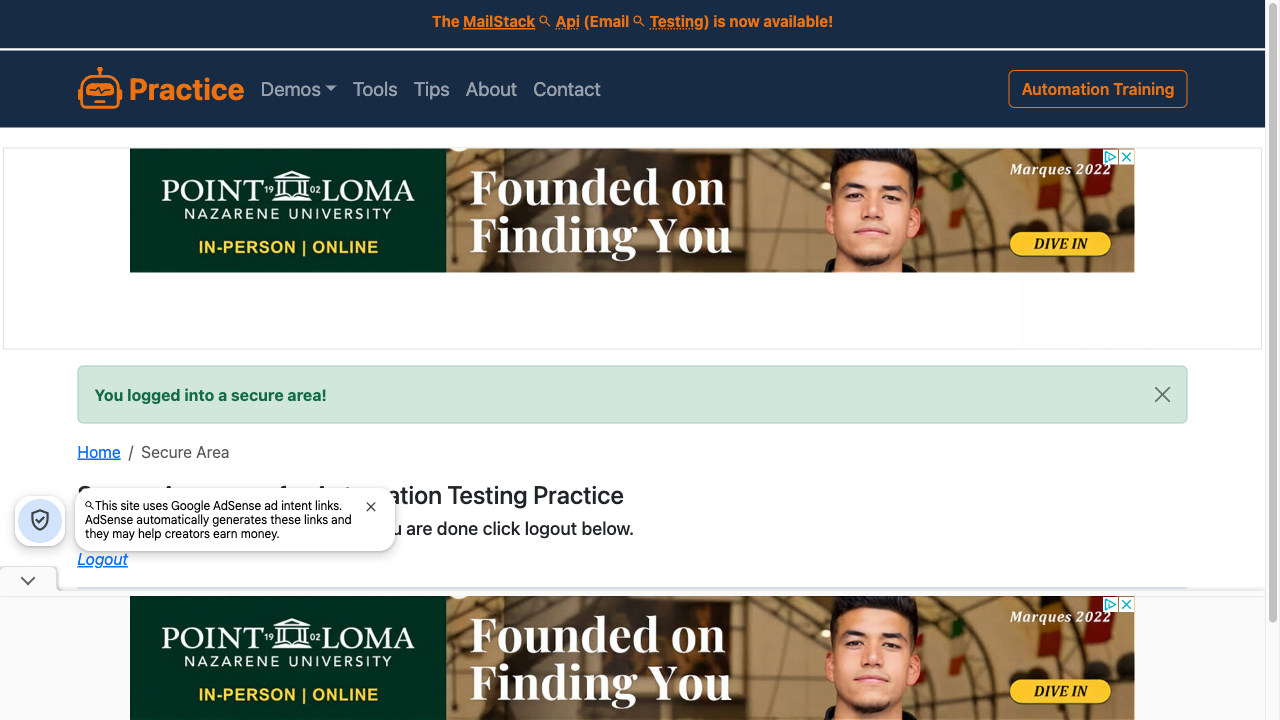 The MailStack Api (Email Testing) is now available!
Practice
Demos
Tools
Tips
About
Contact
Automation Training
POINT 19 02 LOMA
NAZARENE UNIVERSITY
IN-PERSON | ONLINE
Founded on
Finding You
Marques 2022
DIVE IN
You logged into a secure area!
Home / Secure Area
ation Testing Practice
This site uses Google AdSense ad intent links.
AdSense automatically generates these links and
they may help creators earn money.
u are done click logout below.
Logout
POINT 19 02 LOMA
NAZARENE UNIVERSITY
IN-PERSON | ONLINE
Founded on
Finding You
Marques 2022
DIVE IN